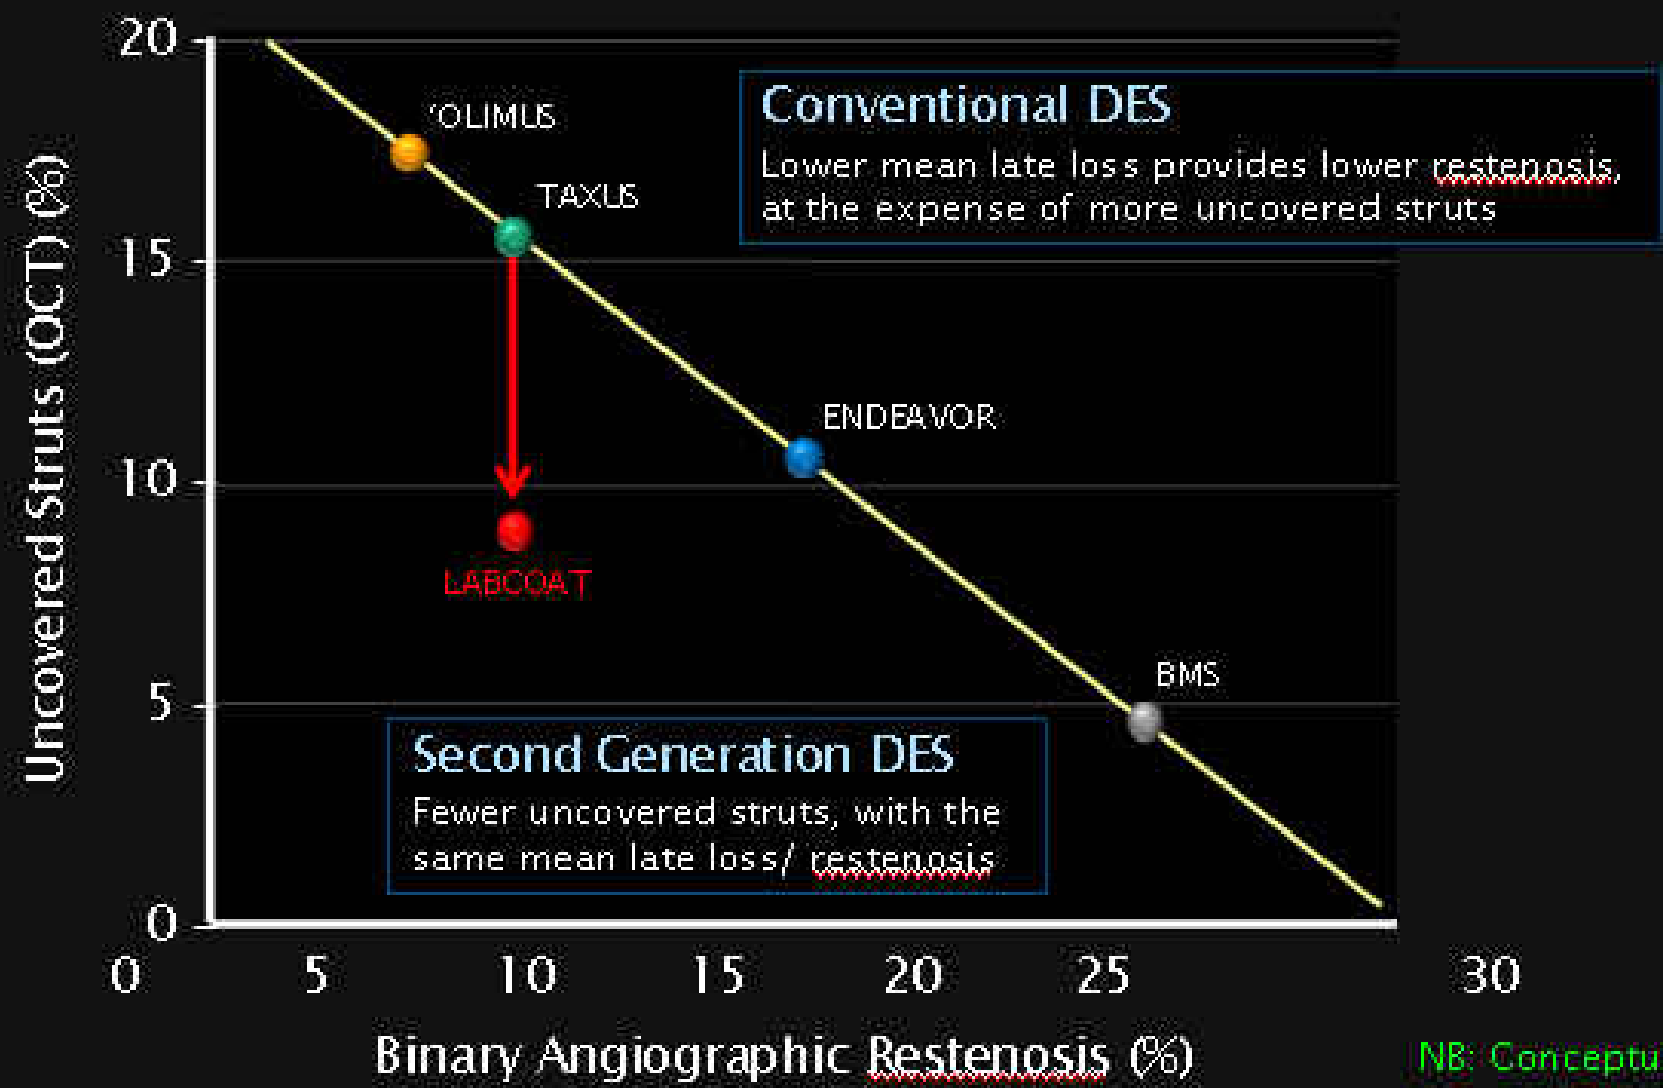 20
'OLIMUS
TAXUS
Conventional DES
Lower mean late loss provides lower restenosis,
at the expense of more uncovered struts
15
ENDEAVOR
10
LABCOAT
BMS
5
Second Generation DES
Fewer uncovered struts, with the
same mean late loss/ restenosis
0
Uncovered Struts (OCT) (%)
0 5 10 15 20 25 30
Binary Angiographic Restenosis (%)
NB: Conceptu